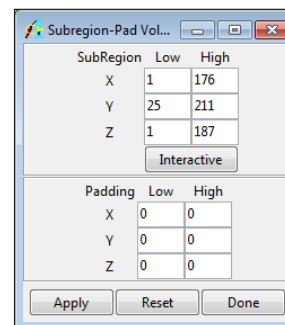 Subregion-Pad Vol...
SubRegion Low High
X 1 176
Y 25 211
Z 1 187
Interactive
Padding Low High
X 0 0
Y 0 0
Z 0 0
Apply Reset Done